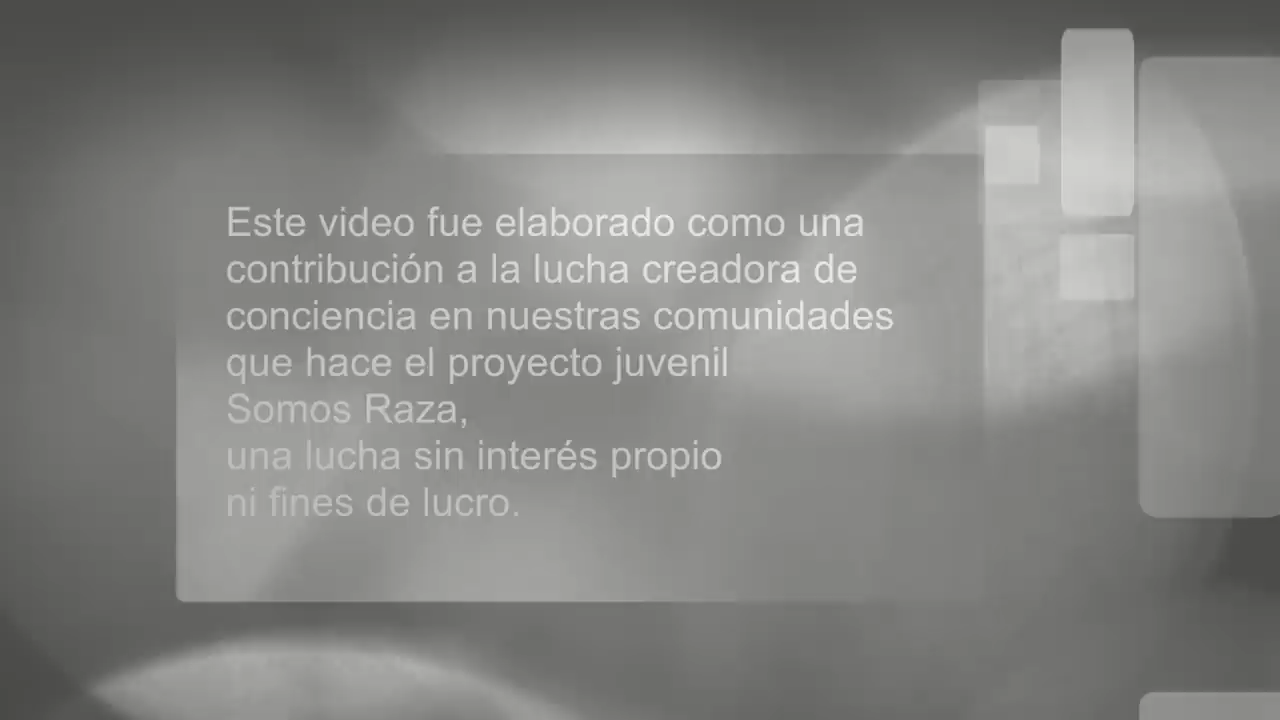 Este video fue elaborado como una
contribución a la lucha creadora de
conciencia en nuestras comunidades
que hace el proyecto juvenil
Somos Raza,
una lucha sin interés propio
ni fines de lucro.